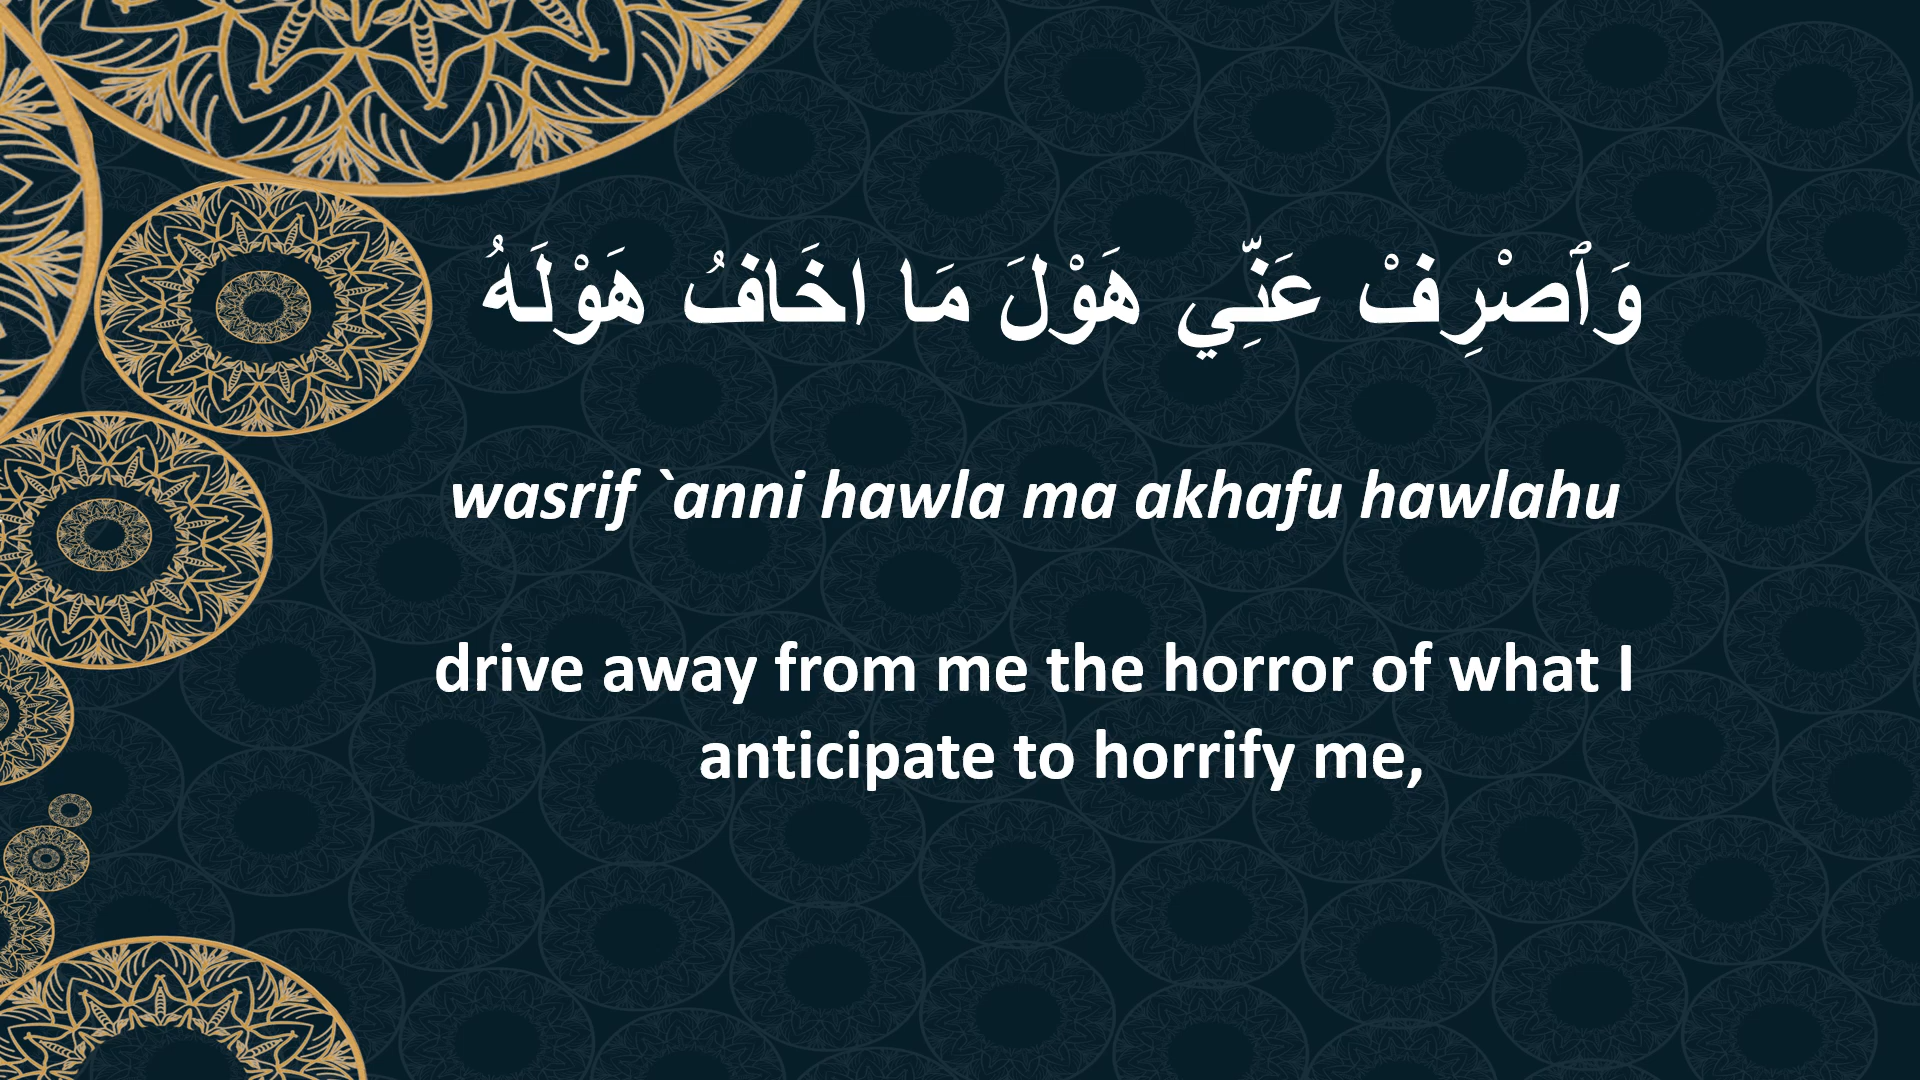 وَٱصْرِفْ عَنِّي هَوْلَ مَا اخَافُ هَوْلَهُ
wasrif `anni hawla ma akhafu hawlahu
drive away from me the horror of what I
anticipate to horrify me,